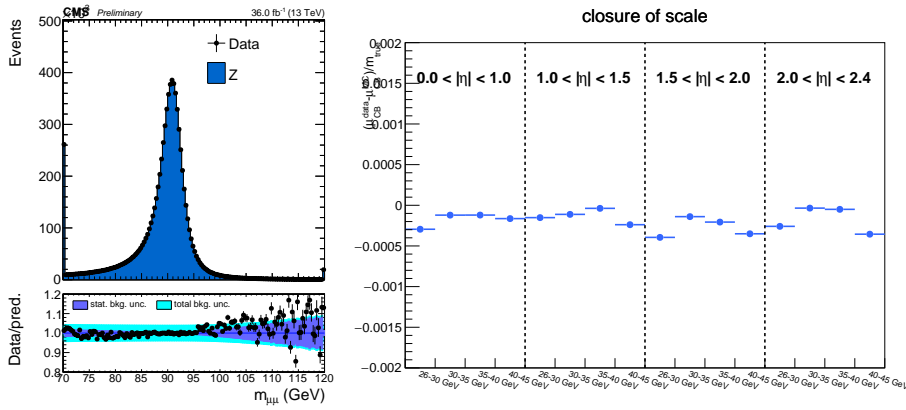 CMS Preliminary 36.0 fb⁻¹ (13 TeV)
Events
500
400
300
200
100
0
Data
Z
Data/pred.
1.2
1.1
1.0
0.9
0.8
stat. bkg. unc. total bkg. unc.
70 75 80 85 90 95 100 105 110 115 120
m_μμ (GeV)
closure of scale
0.002
0.0015
0.001
0.0005
0
−0.0005
−0.001
−0.0015
−0.002
0.0 < |η| < 1.0 1.0 < |η| < 1.5 1.5 < |η| < 2.0 2.0 < |η| < 2.4
26-30 GeV 30-35 GeV 35-40 GeV 40-45 GeV 26-30 GeV 30-35 GeV 35-40 GeV 40-45 GeV 26-30 GeV 30-35 GeV 35-40 GeV 40-45 GeV 26-30 GeV 30-35 GeV 35-40 GeV 40-45 GeV